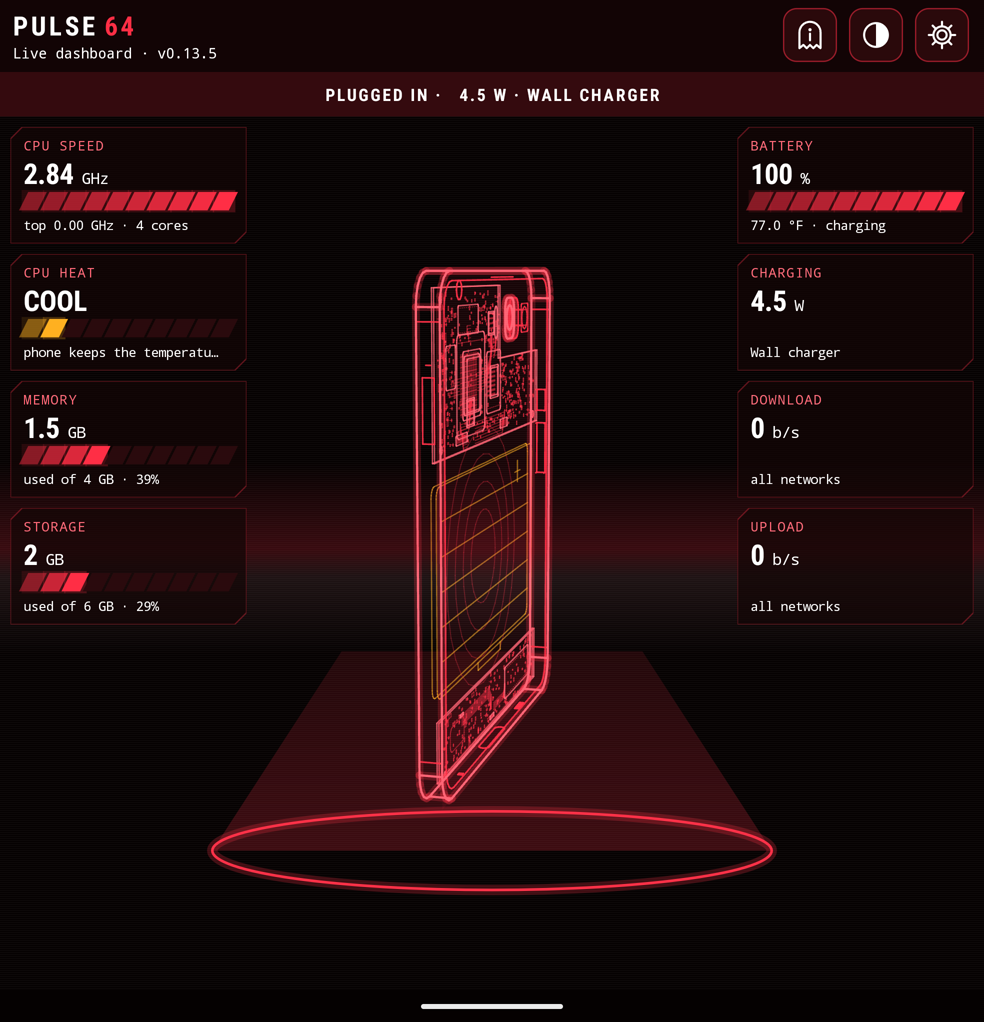 PULSE 64
Live dashboard · v0.13.5
PLUGGED IN · 4.5 W · WALL CHARGER
CPU SPEED
2.84 GHz
top 0.00 GHz · 4 cores
CPU HEAT
COOL
phone keeps the temperatu…
MEMORY
1.5 GB
used of 4 GB · 39%
STORAGE
2 GB
used of 6 GB · 29%
BATTERY
100 %
77.0 °F · charging
CHARGING
4.5 W
Wall charger
DOWNLOAD
0 b/s
all networks
UPLOAD
0 b/s
all networks